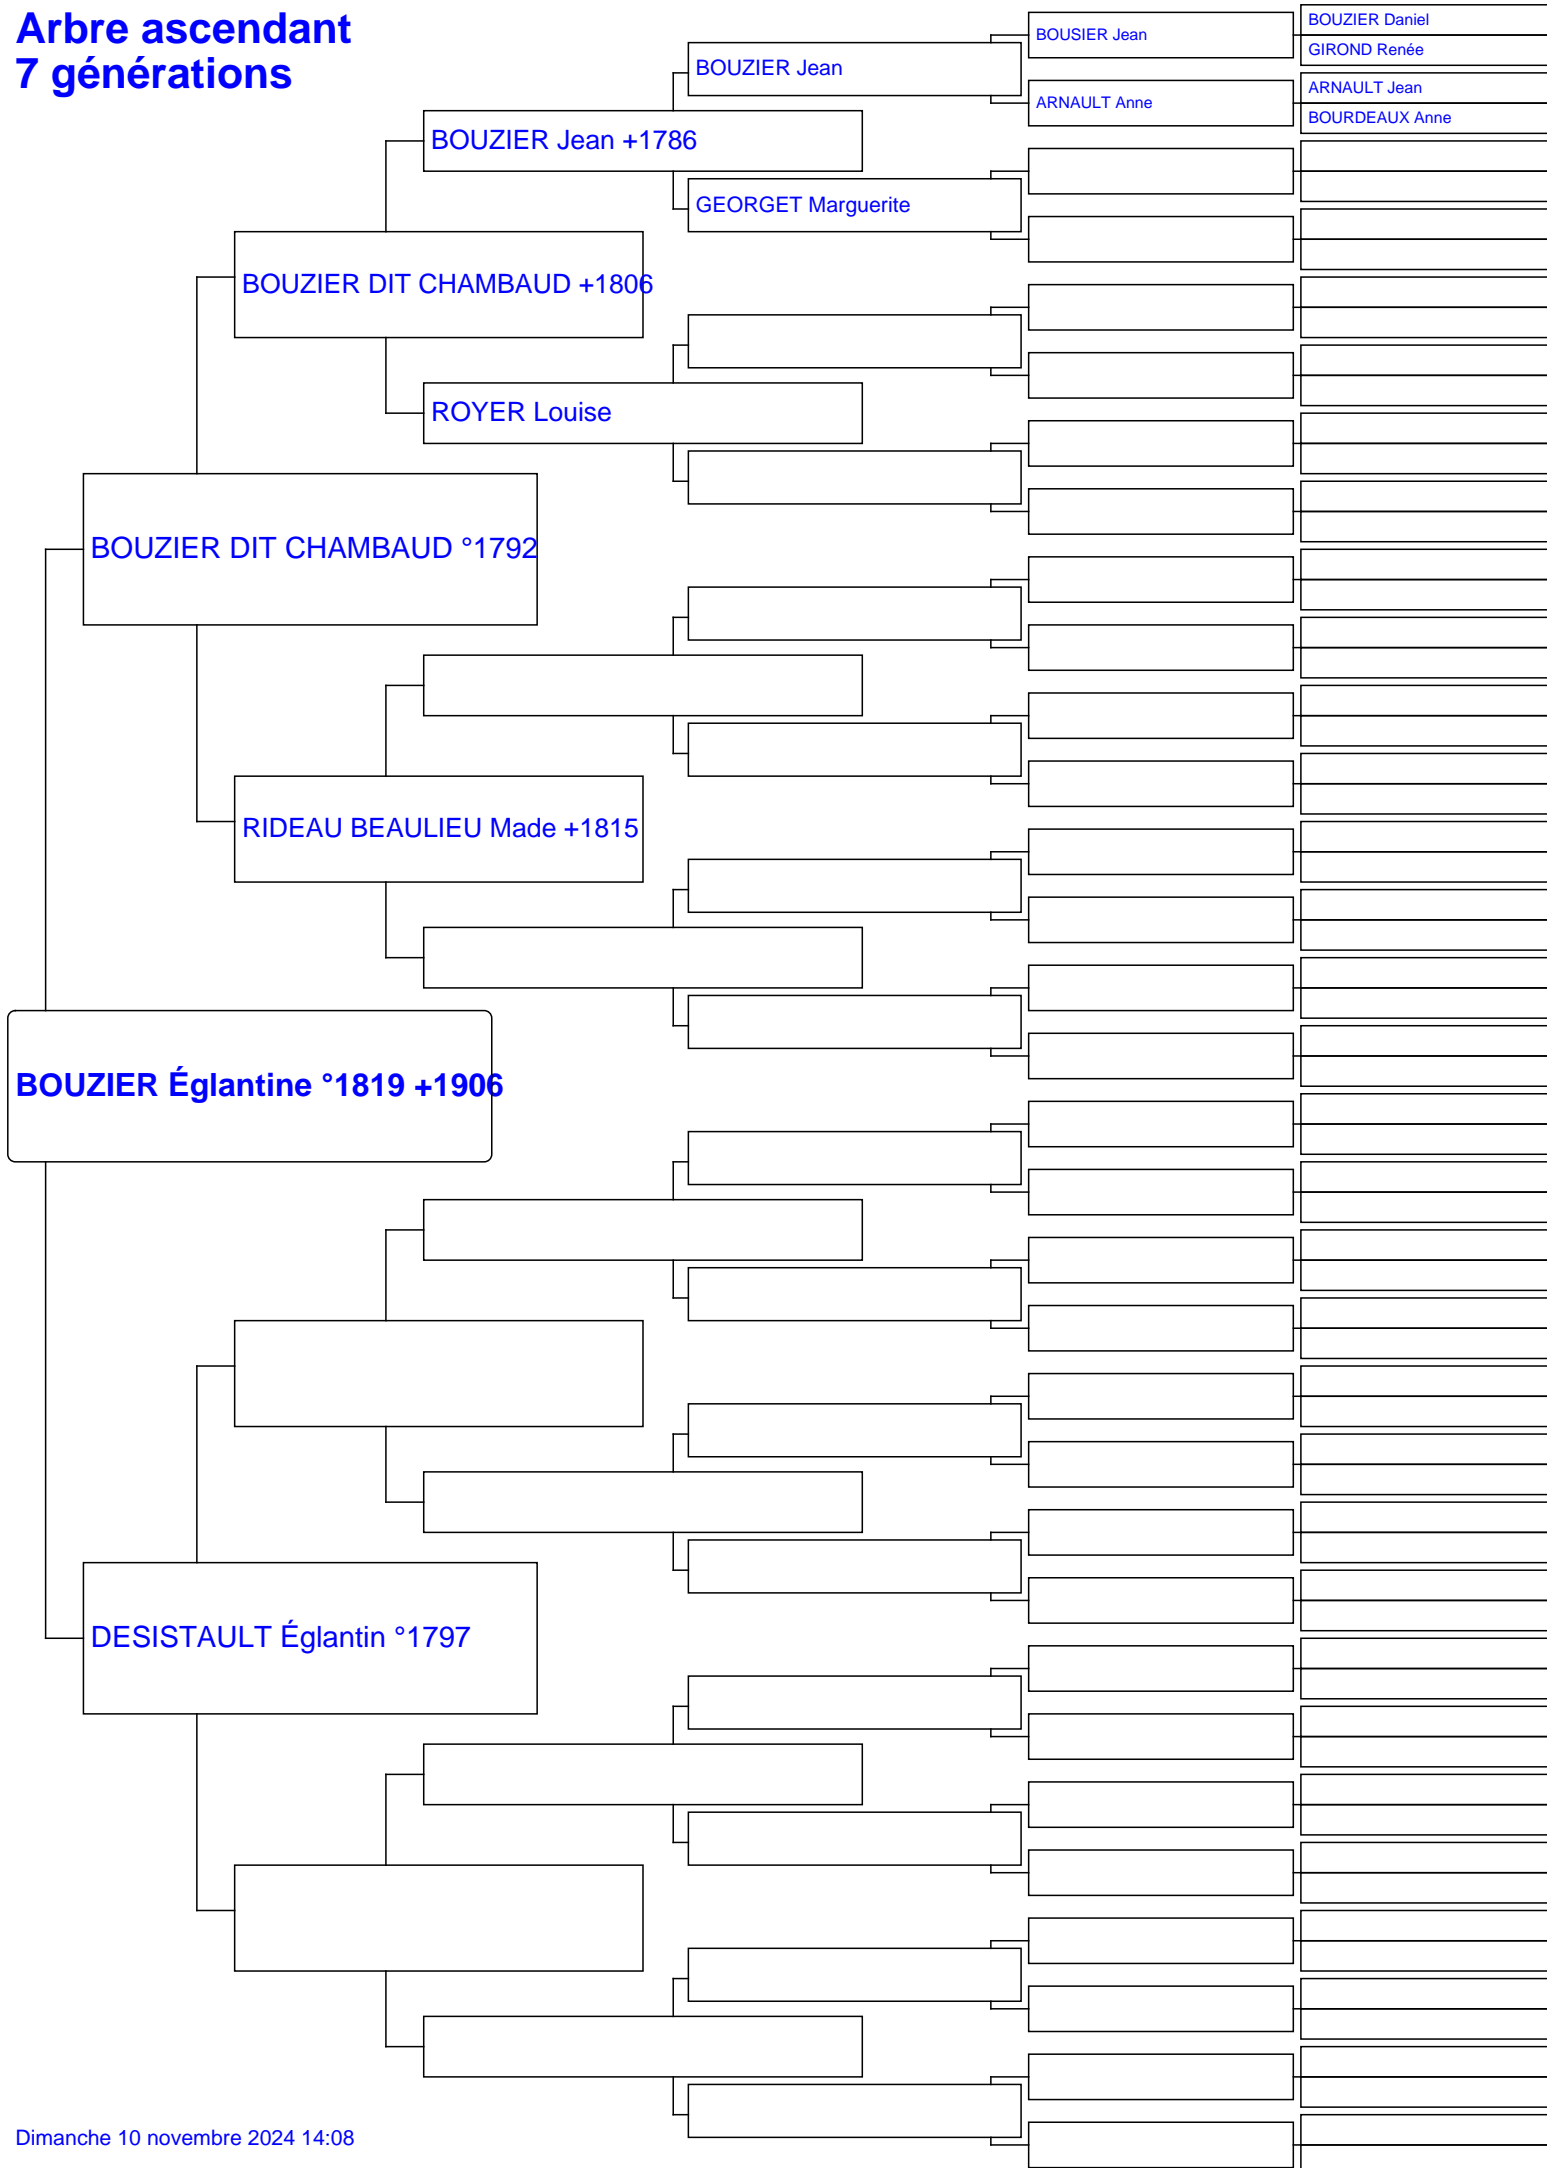 Arbre ascendant
7 générations
BOUZIER Daniel
BOUSIER Jean
GIROND Renée
BOUZIER Jean
ARNAULT Jean
ARNAULT Anne
BOURDEAUX Anne
BOUZIER Jean +1786
GEORGET Marguerite
BOUZIER DIT CHAMBAUD +1806
ROYER Louise
BOUZIER DIT CHAMBAUD °1792
RIDEAU BEAULIEU Made +1815
BOUZIER Églantine °1819 +1906
DESISTAULT Églantin °1797
Dimanche 10 novembre 2024 14:08